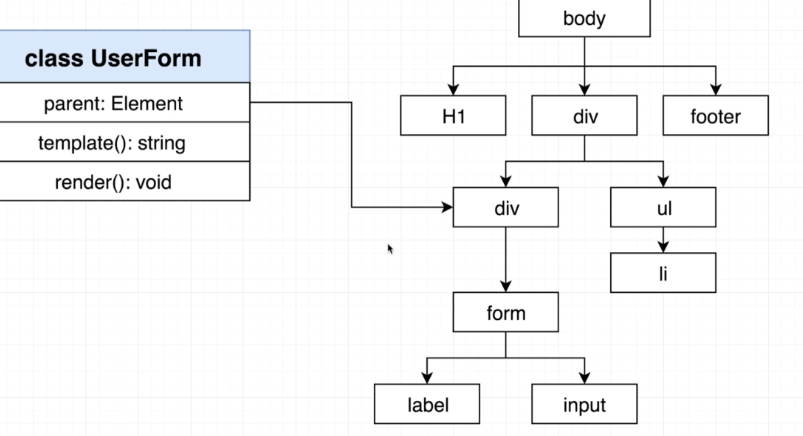 body
class UserForm
parent: Element
template(): string
render(): void
H1
div
footer
div
ul
li
form
label
input